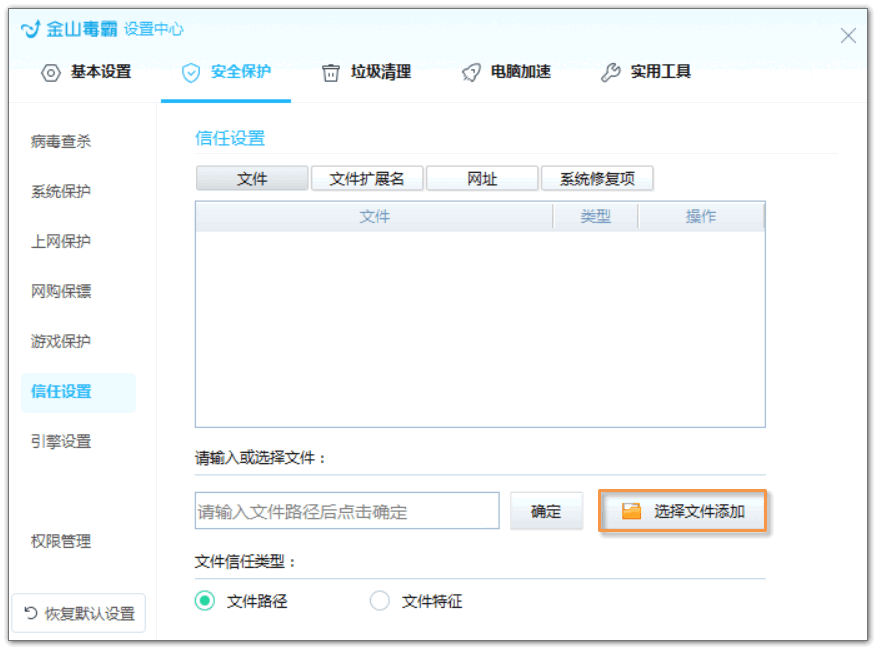 金山毒霸 设置中心
基本设置 安全保护 垃圾清理 电脑加速 实用工具
病毒查杀
系统保护
上网保护
网购保镖
游戏保护
信任设置
引擎设置
权限管理
恢复默认设置
信任设置
文件 文件扩展名 网址 系统修复项
文件 类型 操作
请输入或选择文件：
请输入文件路径后点击确定 确定 选择文件添加
文件信任类型：
文件路径 文件特征